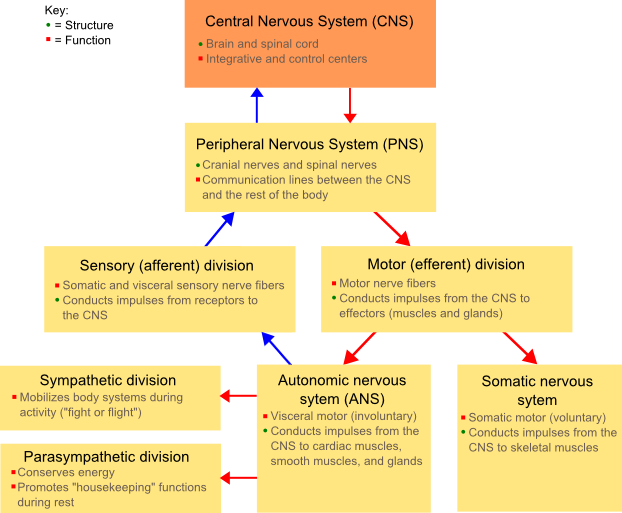 Key:
= Structure
= Function
Central Nervous System (CNS)
Brain and spinal cord
Integrative and control centers
Peripheral Nervous System (PNS)
Cranial nerves and spinal nerves
Communication lines between the CNS
and the rest of the body
Sensory (afferent) division
Somatic and visceral sensory nerve fibers
Conducts impulses from receptors to
the CNS
Motor (efferent) division
Motor nerve fibers
Conducts impulses from the CNS to
effectors (muscles and glands)
Sympathetic division
Mobilizes body systems during
activity ("fight or flight")
Autonomic nervous
sytem (ANS)
Visceral motor (involuntary)
Conducts impulses from the
CNS to cardiac muscles,
smooth muscles, and glands
Somatic nervous
sytem
Somatic motor (voluntary)
Conducts impulses from the
CNS to skeletal muscles
Parasympathetic division
Conserves energy
Promotes "housekeeping" functions
during rest